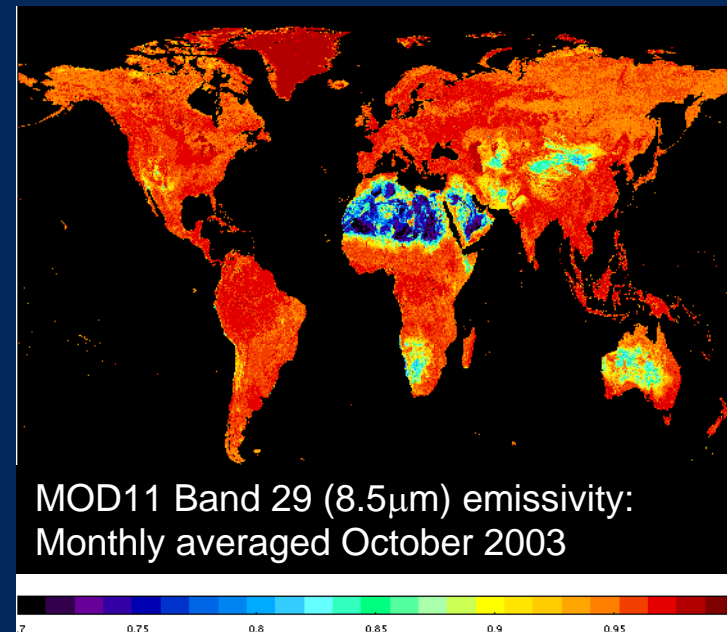 MOD11 Band 29 (8.5μm) emissivity:
Monthly averaged October 2003
.7 0.75 0.8 0.85 0.9 0.95